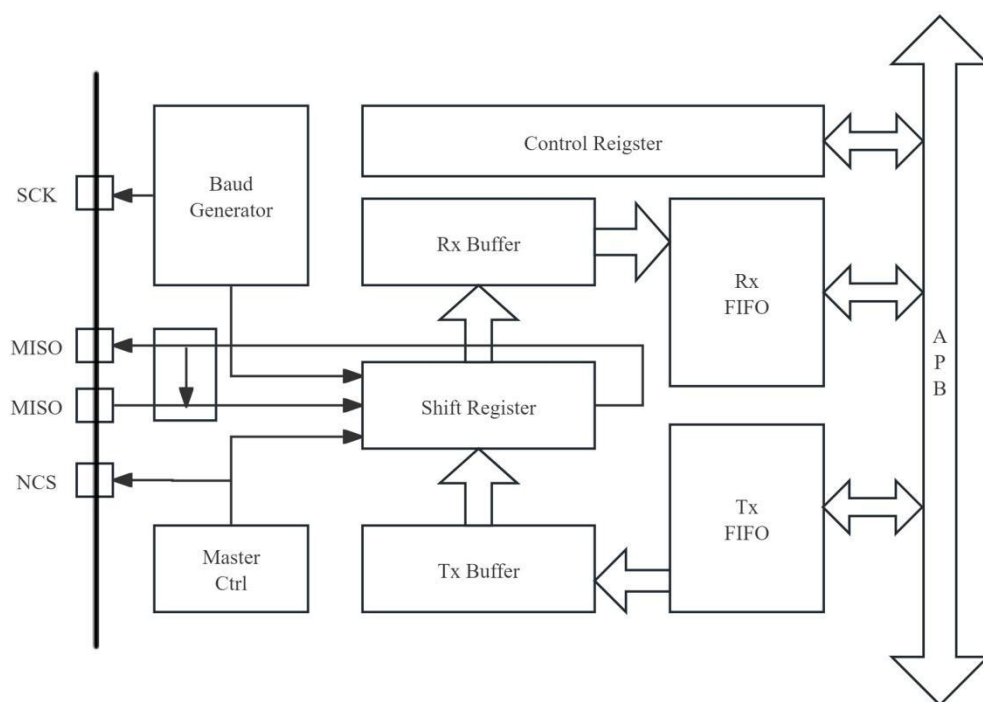 Control Reigster
SCK
Baud
Generator
Rx Buffer
Rx
FIFO
MISO
MISO
Shift Register
A
P
B
NCS
Tx
FIFO
Master
Ctrl
Tx Buffer